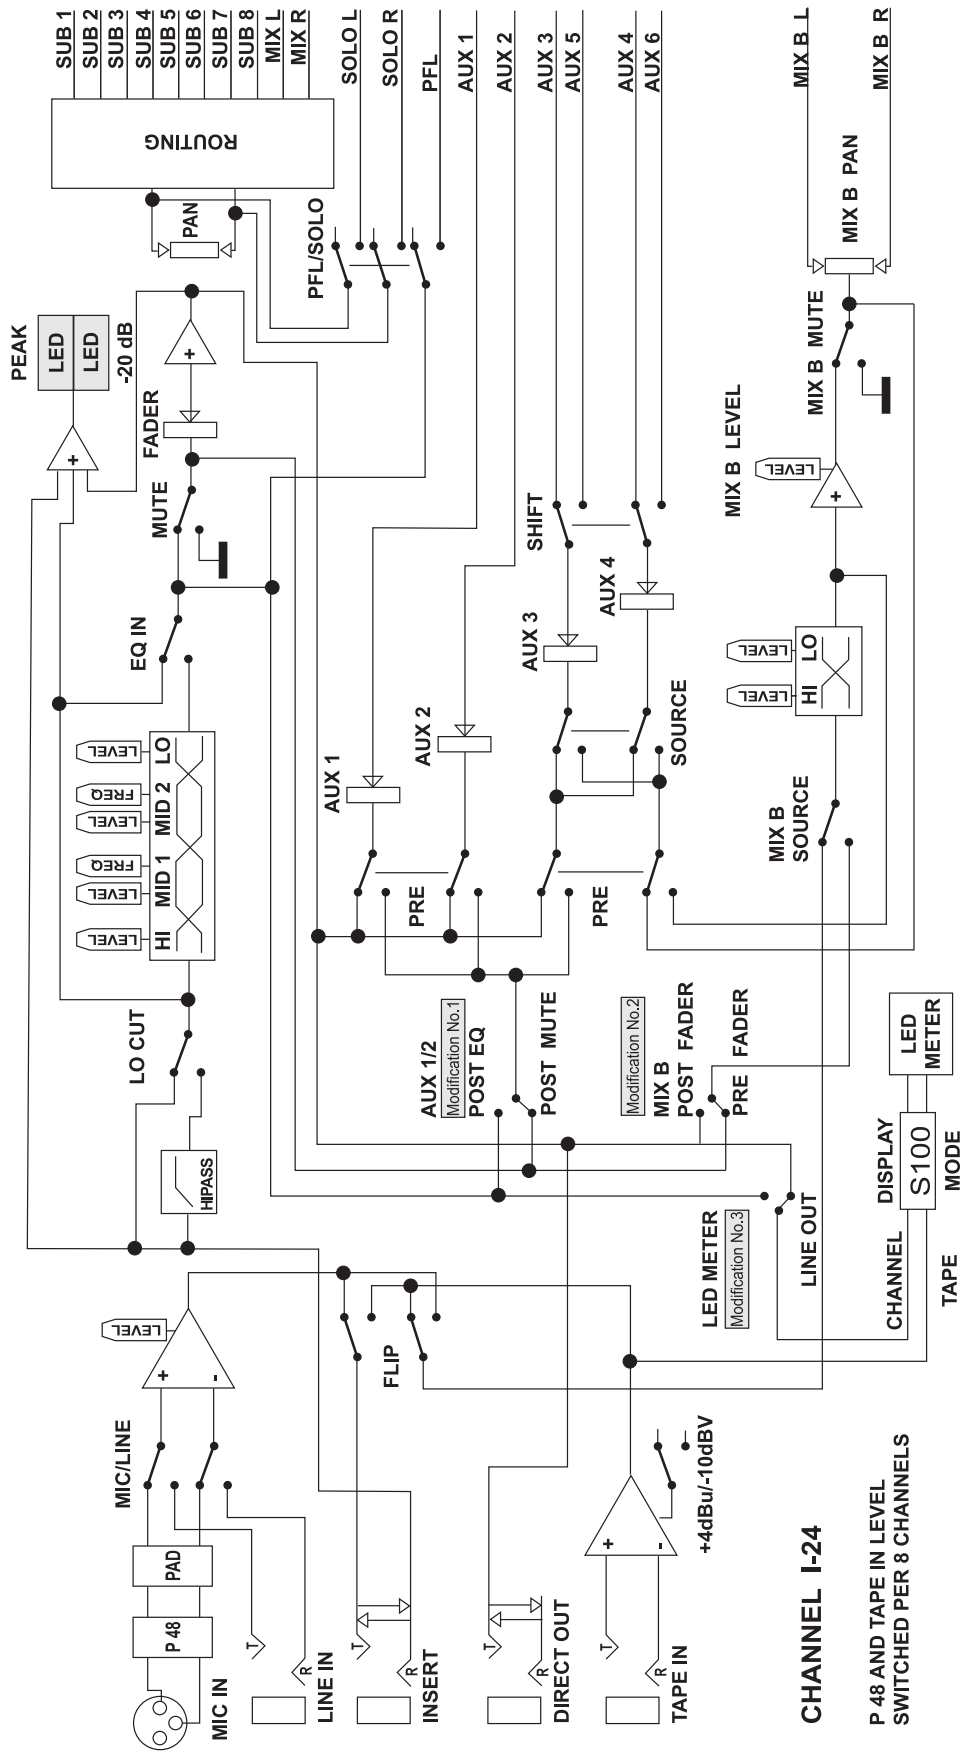 SUB 1
SUB 2
SUB 3
SUB 4
SUB 5
SUB 6
SUB 7
SUB 8
MIX L
MIX R
SOLO L
SOLO R
PFL
AUX 1
AUX 2
AUX 3
AUX 5
AUX 4
AUX 6
MIX B L
MIX B R
ROUTING
PAN
PFL/SOLO
MIX B PAN
PEAK
LED
LED
-20 dB
+
+
FADER
MUTE
EQ IN
SHIFT
AUX 4
AUX 3
AUX 2
AUX 1
SOURCE
MIX B MUTE
MIX B LEVEL
LEVEL
+
LEVEL
LEVEL
HI
LO
MIX B
SOURCE
LEVEL
FREQ
LEVEL
FREQ
LEVEL
LEVEL
HI
MID 1
MID 2
LO
PRE
PRE
LO CUT
HIPASS
AUX 1/2
Modification No.1
POST EQ
POST MUTE
Modification No.2
MIX B
POST FADER
PRE FADER
LED
METER
DISPLAY
S100
MODE
CHANNEL
TAPE
LED METER
Modification No.3
LINE OUT
LEVEL
+
-
MIC/LINE
FLIP
PAD
P 48
MIC IN
T
R
LINE IN
T
R
INSERT
T
R
DIRECT OUT
T
R
TAPE IN
+
-
+4dBu/-10dBV
CHANNEL I-24
P 48 AND TAPE IN LEVEL
SWITCHED PER 8 CHANNELS